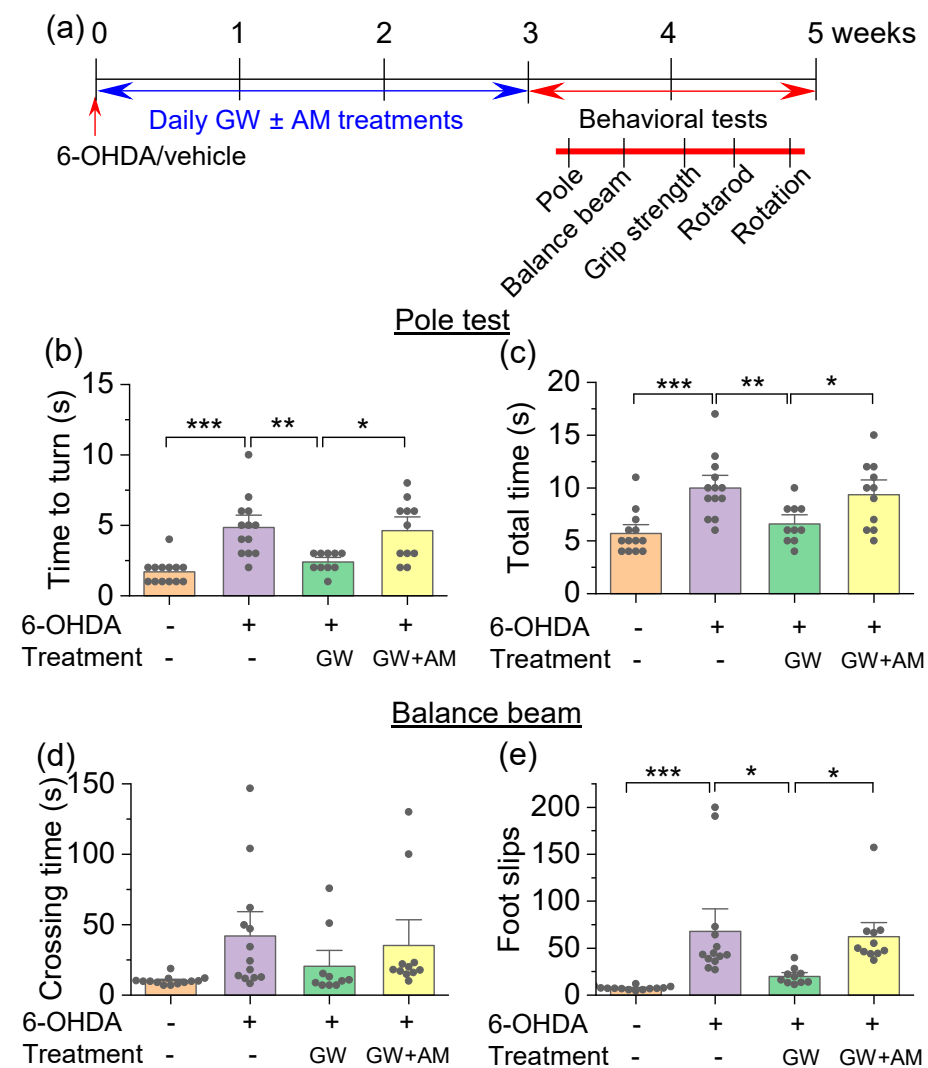 (a) 0 1 2 3 4 5 weeks
Daily GW ± AM treatments
Behavioral tests
6-OHDA/vehicle
Pole
Balance beam
Grip strength
Rotarod
Rotation
Pole test
(b)
15
10
5
0
Time to turn (s)
*** ** *
6-OHDA - + + +
Treatment - - GW GW+AM
(c)
20
15
10
5
0
Total time (s)
*** ** *
6-OHDA - + + +
Treatment - - GW GW+AM
Balance beam
(d)
150
100
50
0
Crossing time (s)
6-OHDA - + + +
Treatment - - GW GW+AM
(e)
200
150
100
50
0
Foot slips
*** * *
6-OHDA - + + +
Treatment - - GW GW+AM